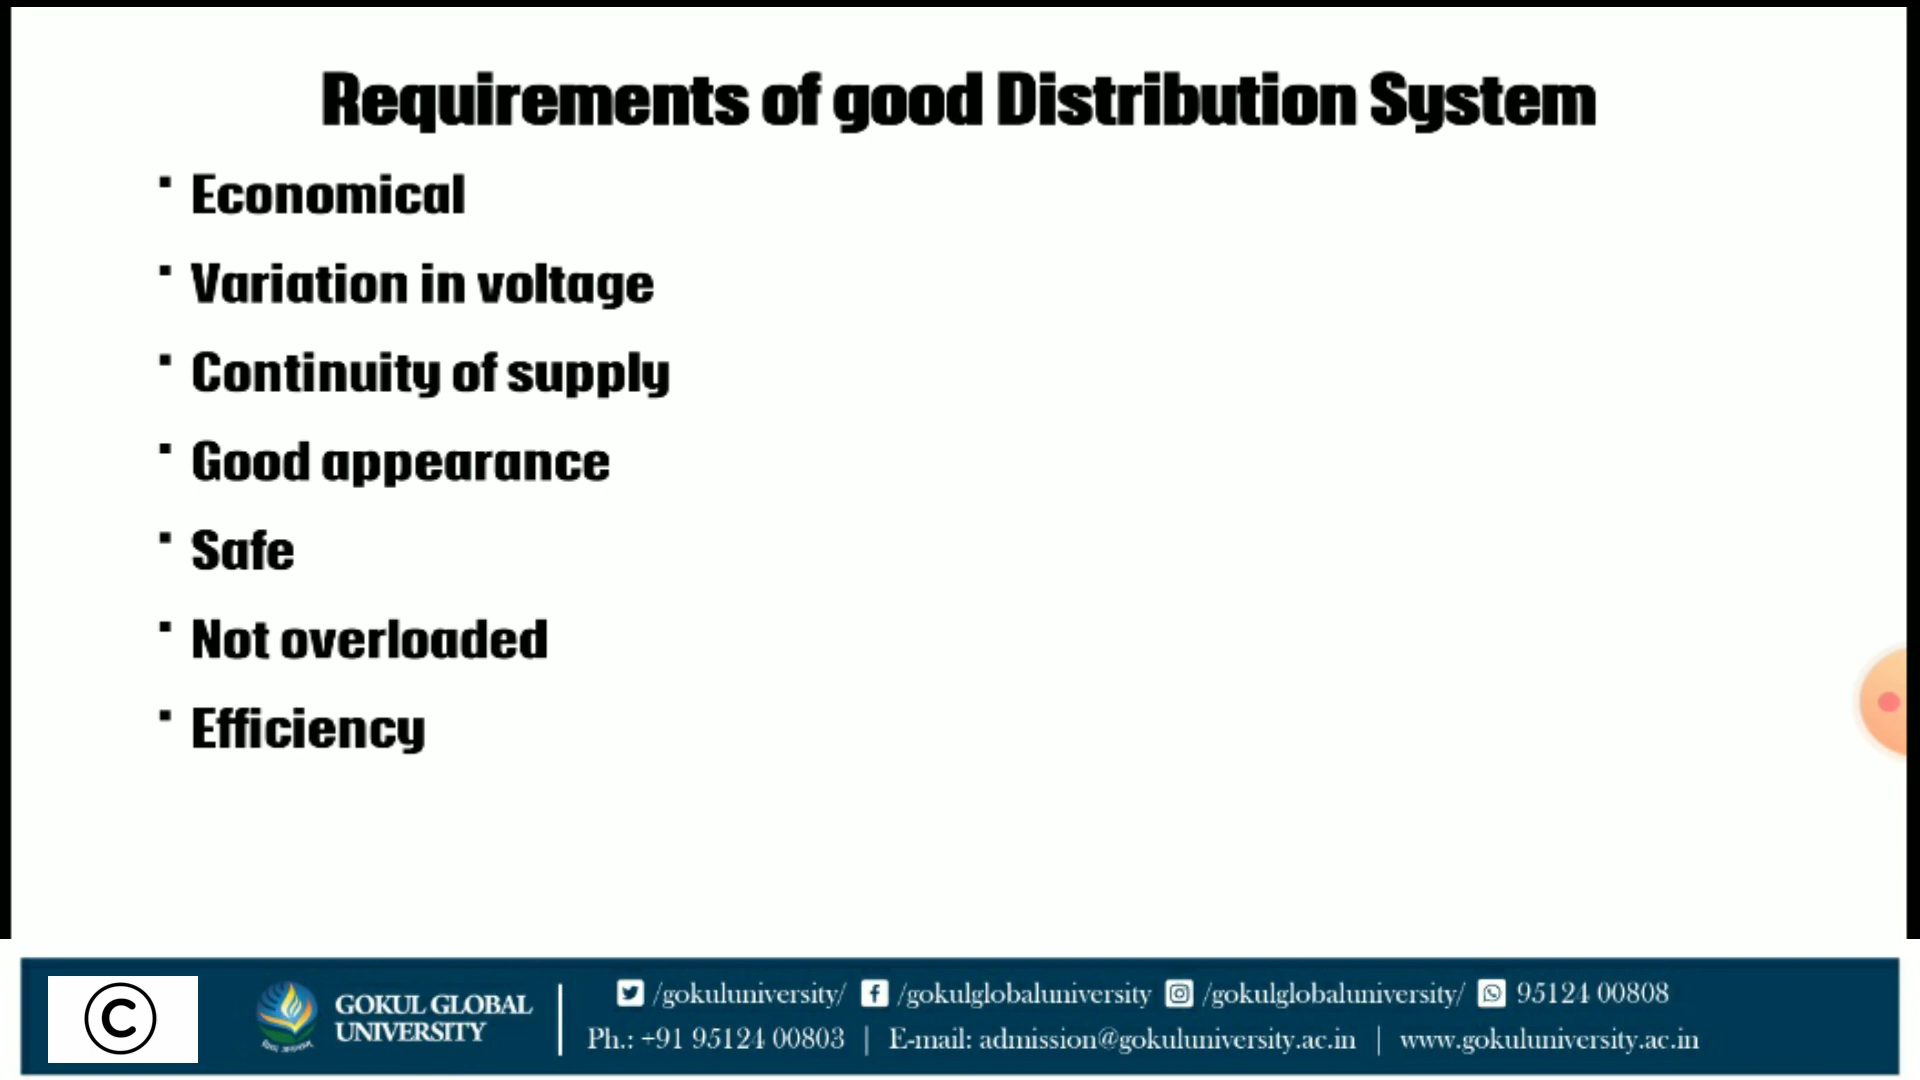 Requirements of good Distribution System
▪ Economical
▪ Variation in voltage
▪ Continuity of supply
▪ Good appearance
▪ Safe
▪ Not overloaded
▪ Efficiency
©
GOKUL GLOBAL
UNIVERSITY
/gokuluniversity/ /gokulglobaluniversity /gokulglobaluniversity/ 95124 00808
Ph.: +91 95124 00803 | E-mail: admission@gokuluniversity.ac.in | www.gokuluniversity.ac.in